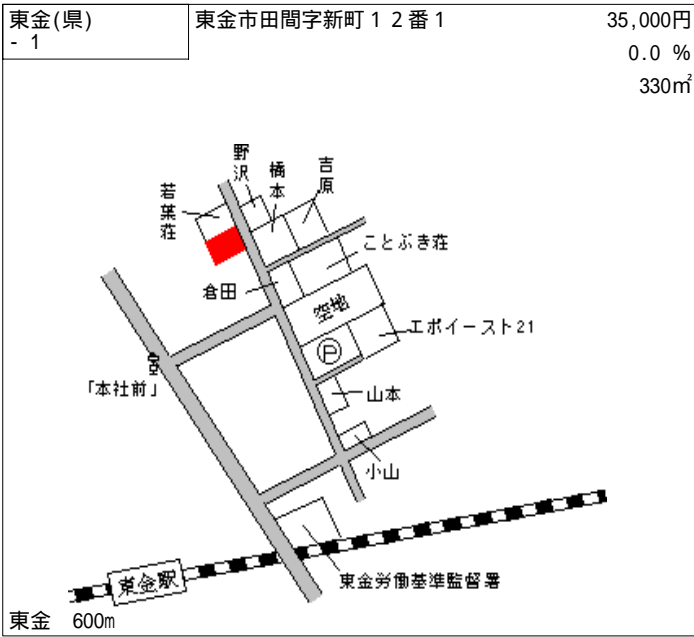 東金(県)
- 1
東金市田間字新町１２番1
35,000円
0.0 %
330㎡
野沢
橋本
吉原
若葉荘
ことぶき荘
倉田
空地
エポイースト21
P
「本社前」
山本
小山
東金駅
東金労働基準監督署
東金 600m